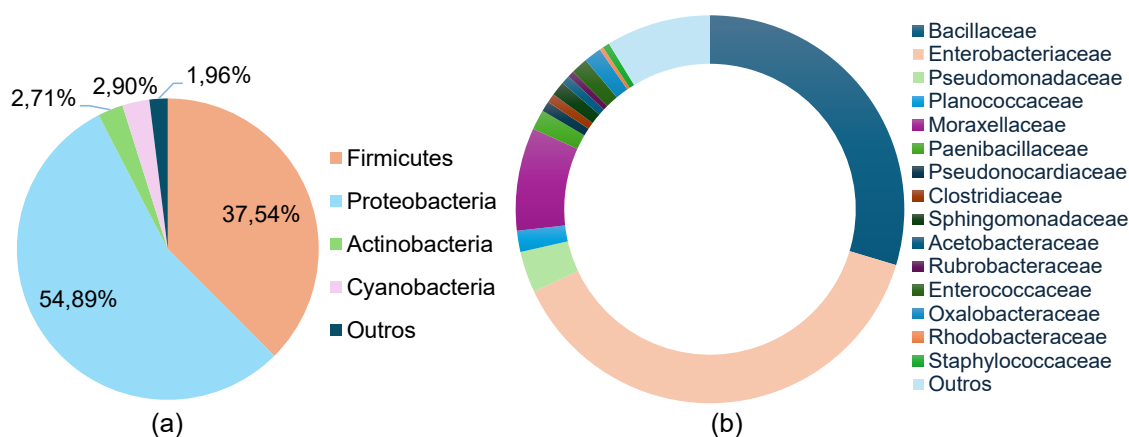 2,71%
2,90%
1,96%
37,54%
54,89%
Firmicutes
Proteobacteria
Actinobacteria
Cyanobacteria
Outros
(a)
Bacillaceae
Enterobacteriaceae
Pseudomonadaceae
Planococcaceae
Moraxellaceae
Paenibacillaceae
Pseudonocardiaceae
Clostridiaceae
Sphingomonadaceae
Acetobacteraceae
Rubrobacteraceae
Enterococcaceae
Oxalobacteraceae
Rhodobacteraceae
Staphylococcaceae
Outros
(b)